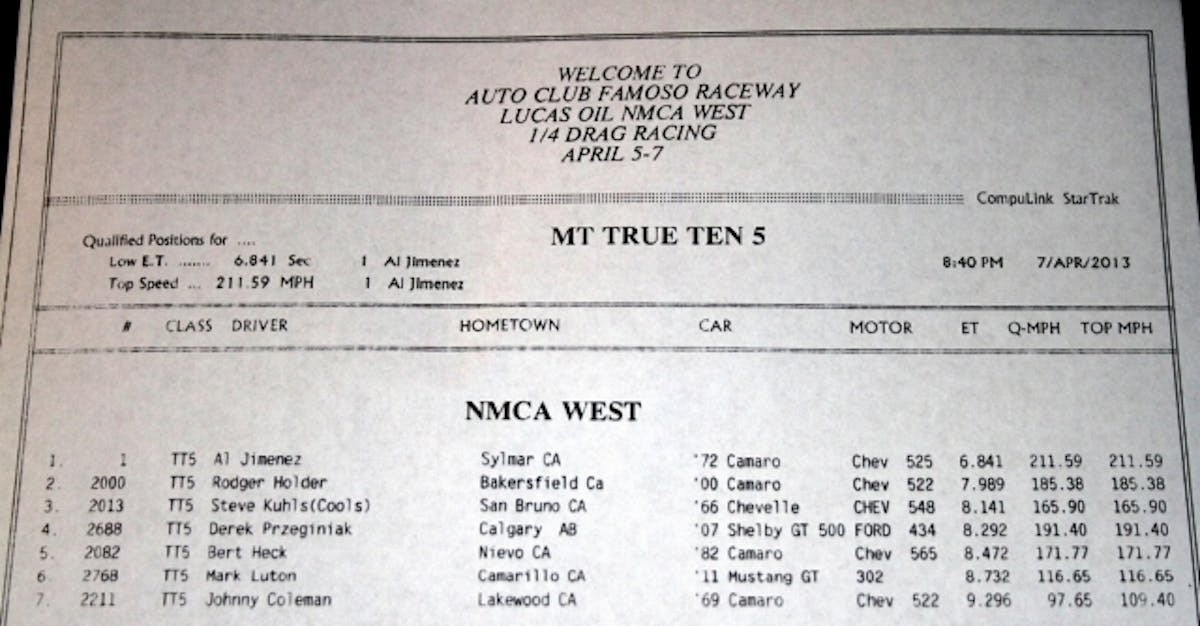 WELCOME TO
AUTO CLUB FAMOSO RACEWAY
LUCAS OIL NMCA WEST
1/4 DRAG RACING
APRIL 5-7
CompuLink StarTrak
Qualified Positions for ....
MT TRUE TEN 5
Low E.T. ....... 6.841 Sec 1 Al Jimenez 8:40 PM 7/APR/2013
Top Speed ... 211.59 MPH 1 Al Jimenez
# CLASS DRIVER HOMETOWN CAR MOTOR ET Q-MPH TOP MPH
NMCA WEST
1. 1 TT5 Al Jimenez Sylmar CA '72 Camaro Chev 525 6.841 211.59 211.59
2. 2000 TT5 Rodger Holder Bakersfield Ca '00 Camaro Chev 522 7.989 185.38 185.38
3. 2013 TT5 Steve Kuhls(Cools) San Bruno CA '66 Chevelle CHEV 548 8.141 165.90 165.90
4. 2688 TT5 Derek Przeginiak Calgary AB '07 Shelby GT 500 FORD 434 8.292 191.40 191.40
5. 2082 TT5 Bert Heck Nievo CA '82 Camaro Chev 565 8.472 171.77 171.77
6. 2768 TT5 Mark Luton Camarillo CA '11 Mustang GT 302 8.732 116.65 116.65
7. 2211 TT5 Johnny Coleman Lakewood CA '69 Camaro Chev 522 9.296 97.65 109.40